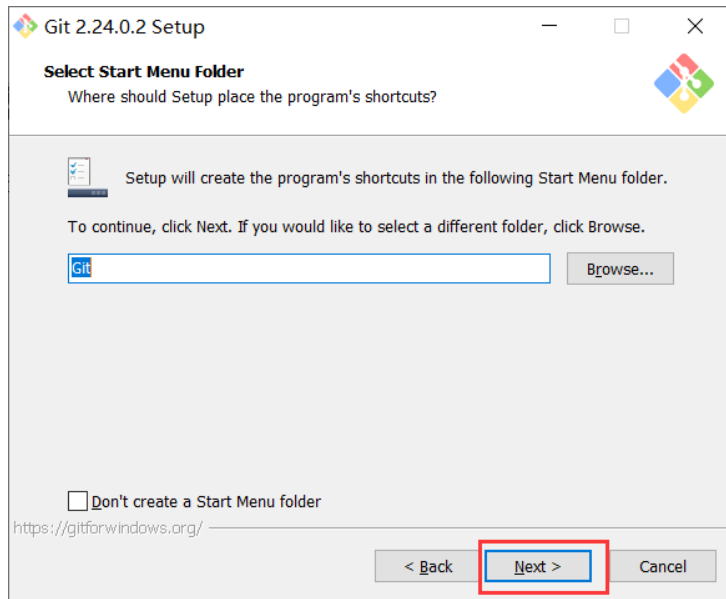 Git 2.24.0.2 Setup
Select Start Menu Folder
Where should Setup place the program's shortcuts?
Setup will create the program's shortcuts in the following Start Menu folder.
To continue, click Next. If you would like to select a different folder, click Browse.
Git
Browse...
Don't create a Start Menu folder
https://gitforwindows.org/
< Back
Next >
Cancel